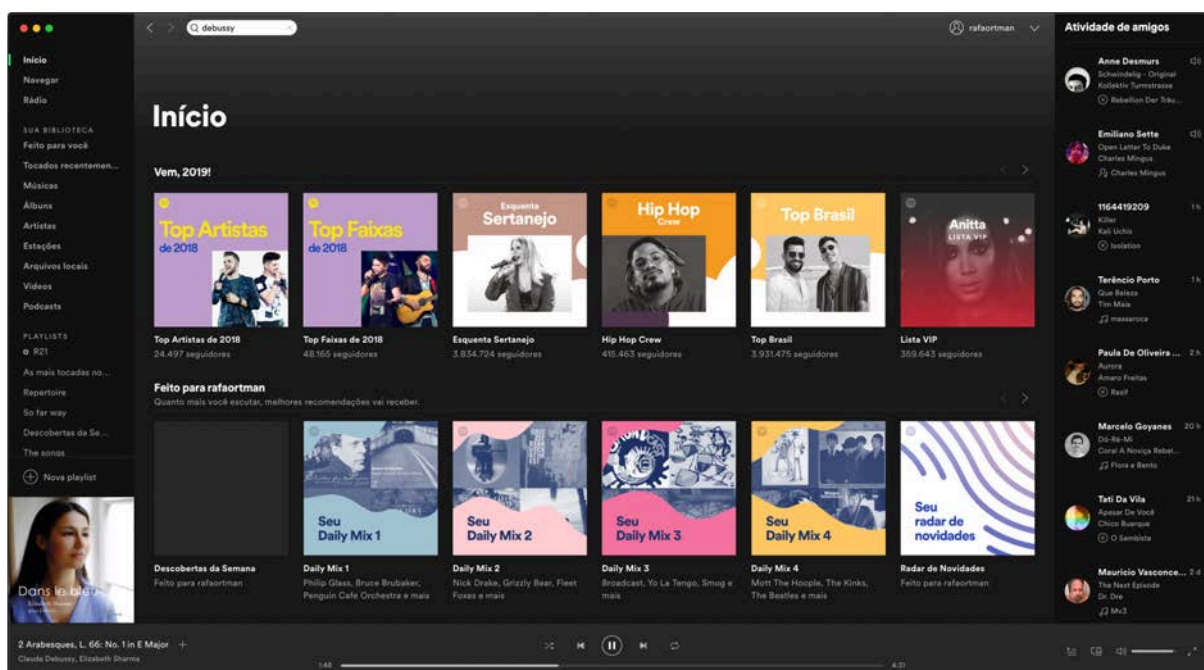 debussy
rafaortman
Início
Navegar
Rádio
SUA BIBLIOTECA
Feito para você
Tocados recentemen...
Músicas
Álbuns
Artistas
Estações
Arquivos locais
Vídeos
Podcasts
PLAYLISTS
R21
As mais tocadas no...
Repertoire
So far way
Descobertas da Se...
The songs
Nova playlist
Dans le bleu
Início
Vem, 2019!
Top Artistas
de 2018
Top Faixas
de 2018
Esquenta
Sertanejo
Hip Hop
Crew
Top Brasil
Anitta
LISTA VIP
Top Artistas de 2018
24.497 seguidores
Top Faixas de 2018
48.165 seguidores
Esquenta Sertanejo
3.834.724 seguidores
Hip Hop Crew
415.463 seguidores
Top Brasil
3.931.475 seguidores
Lista VIP
359.643 seguidores
Feito para rafaortman
Quanto mais você escutar, melhores recomendações vai receber.
Seu
Daily Mix 1
Seu
Daily Mix 2
Seu
Daily Mix 3
Seu
Daily Mix 4
Seu
radar de
novidades
Descobertas da Semana
Feito para rafaortman
Daily Mix 1
Philip Glass, Bruce Brubaker,
Penguin Cafe Orchestra e mais
Daily Mix 2
Nick Drake, Grizzly Bear, Fleet
Foxes e mais
Daily Mix 3
Broadcast, Yo La Tengo, Smog e
mais
Daily Mix 4
Mott The Hoople, The Kinks,
The Beatles e mais
Radar de Novidades
Feito para rafaortman
Atividade de amigos
Anne Desmurs
Schwindelig - Original
Kollektiv Turmstrasse
Rebellion Der Träu...
Emiliano Sette
Open Letter To Duke
Charles Mingus
Charles Mingus
1164419209 1 h
Killer
Kali Uchis
Isolation
Terêncio Porto 1 h
Que Beleza
Tim Maia
massaroca
Paula De Oliveira ... 2 h
Aurora
Amaro Freitas
Rasif
Marcelo Goyanes 20 h
Dó-Ré-Mi
Coral A Noviça Rebel...
Flora e Bento
Tati Da Vila 21 h
Apesar De Você
Chico Buarque
O Sambista
Mauricio Vasconce... 2 d
The Next Episode
Dr. Dre
Mv3
2 Arabesques, L. 66: No. 1 in E Major
Claude Debussy, Elizabeth Sharma
1:48
4:21